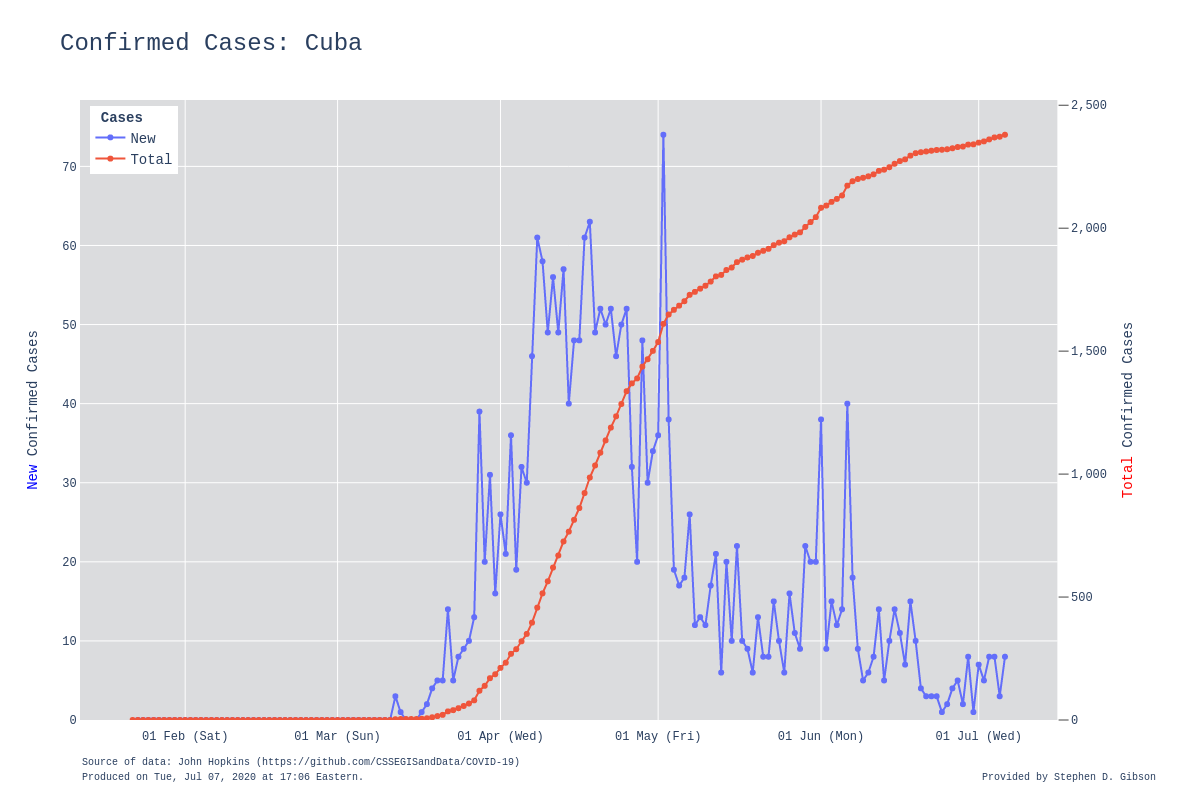 Confirmed Cases: Cuba
Cases
New
Total
70
60
50
40
30
20
10
0
2,500
2,000
1,500
1,000
500
0
New Confirmed Cases
Total Confirmed Cases
01 Feb (Sat)
01 Mar (Sun)
01 Apr (Wed)
01 May (Fri)
01 Jun (Mon)
01 Jul (Wed)
Source of data: John Hopkins (https://github.com/CSSEGISandData/COVID-19)
Produced on Tue, Jul 07, 2020 at 17:06 Eastern.
Provided by Stephen D. Gibson